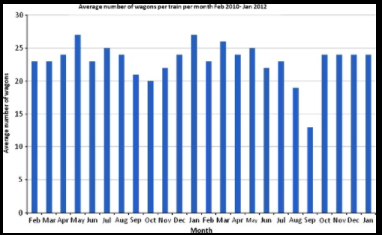 Average number of wagons per train per month Feb 2010- Jan 2012
30
25
20
15
10
5
0
Average number of wagons
Feb Mar Apr May Jun Jul Aug Sep Oct Nov Dec Jan Feb Mar Apr May Jun Jul Aug Sep Oct Nov Dec Jan
Month